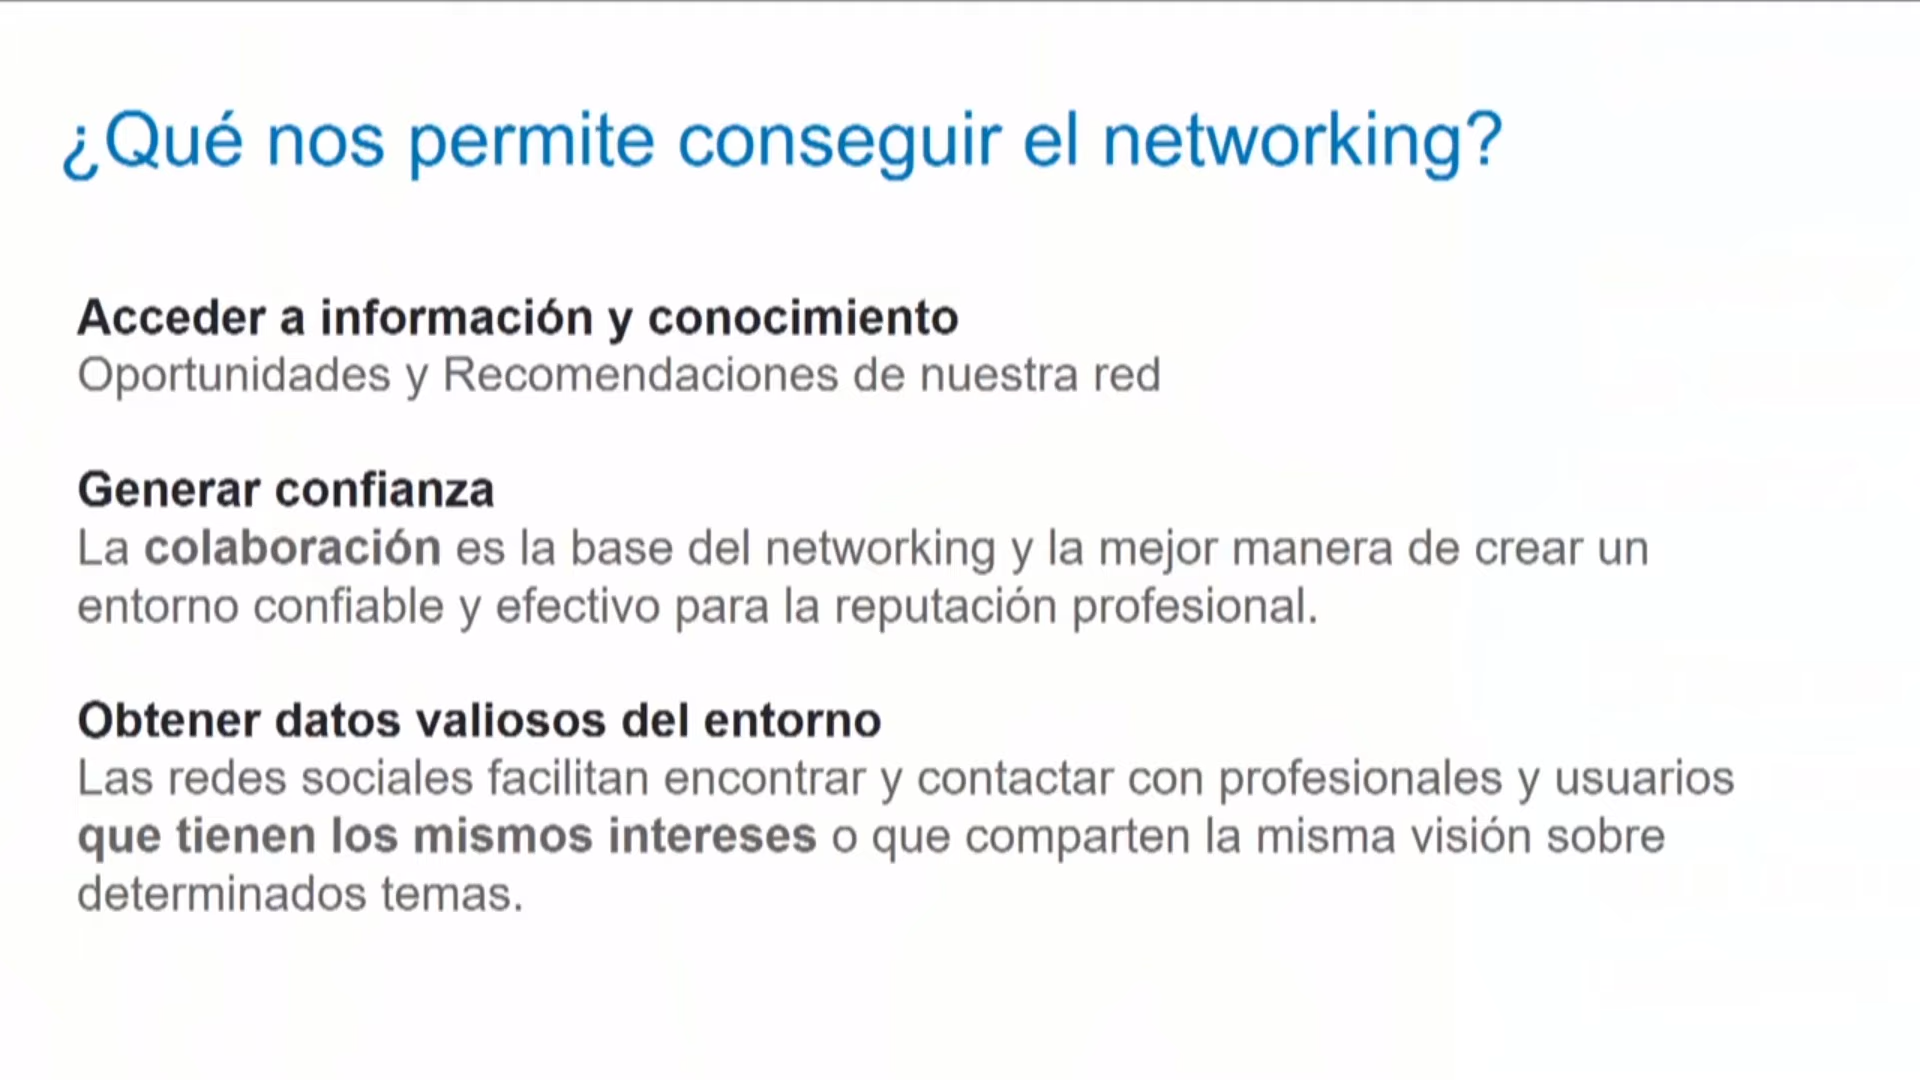 ¿Qué nos permite conseguir el networking?
Acceder a información y conocimiento
Oportunidades y Recomendaciones de nuestra red
Generar confianza
La colaboración es la base del networking y la mejor manera de crear un
entorno confiable y efectivo para la reputación profesional.
Obtener datos valiosos del entorno
Las redes sociales facilitan encontrar y contactar con profesionales y usuarios
que tienen los mismos intereses o que comparten la misma visión sobre
determinados temas.